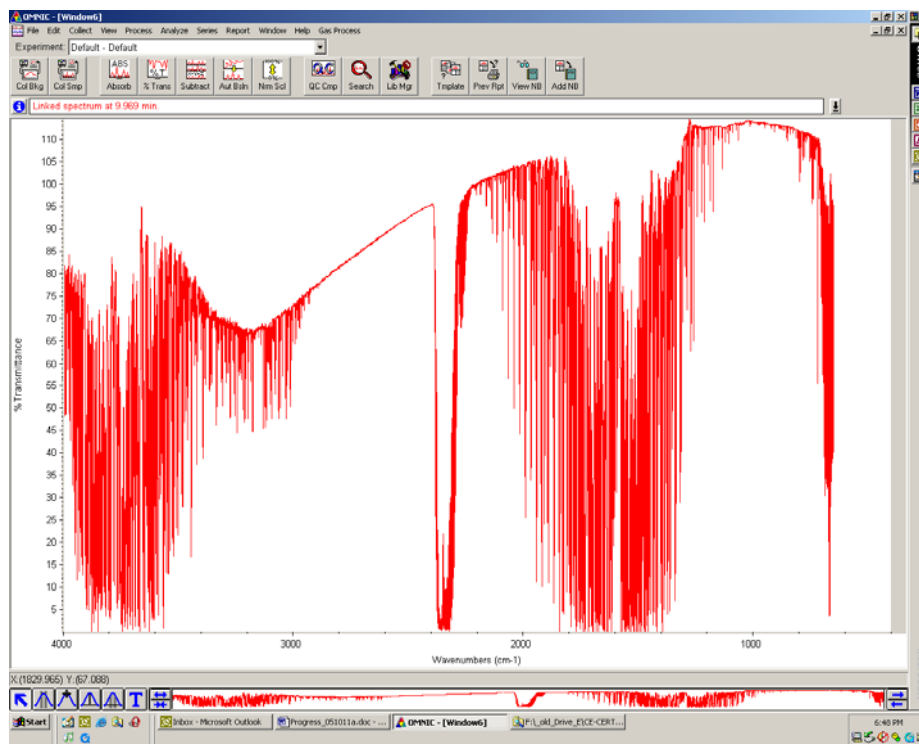 OMNIC - [Window6]
File Edit Collect View Process Analyze Series Report Window Help Gas Process
Experiment: Default - Default
Col Bkg Col Smp Absorb % Trans Subtract Aut Bsln Nrm Scl QC Cmp Search Lib Mgr Tmplate Prev Rpt View NB Add NB
Linked spectrum at 9.969 min.
110
105
100
95
90
85
80
75
70
65
60
55
50
45
40
35
30
25
20
15
10
5
%Transmittance
4000 3000 2000 1000
Wavenumbers (cm-1)
X:(1829.965) Y:(67.088)
Start Inbox - Microsoft Outlook Progress_051011a.doc - ... OMNIC - [Window6] F:\_old_Drive_E\CE-CERT... 6:48 PM